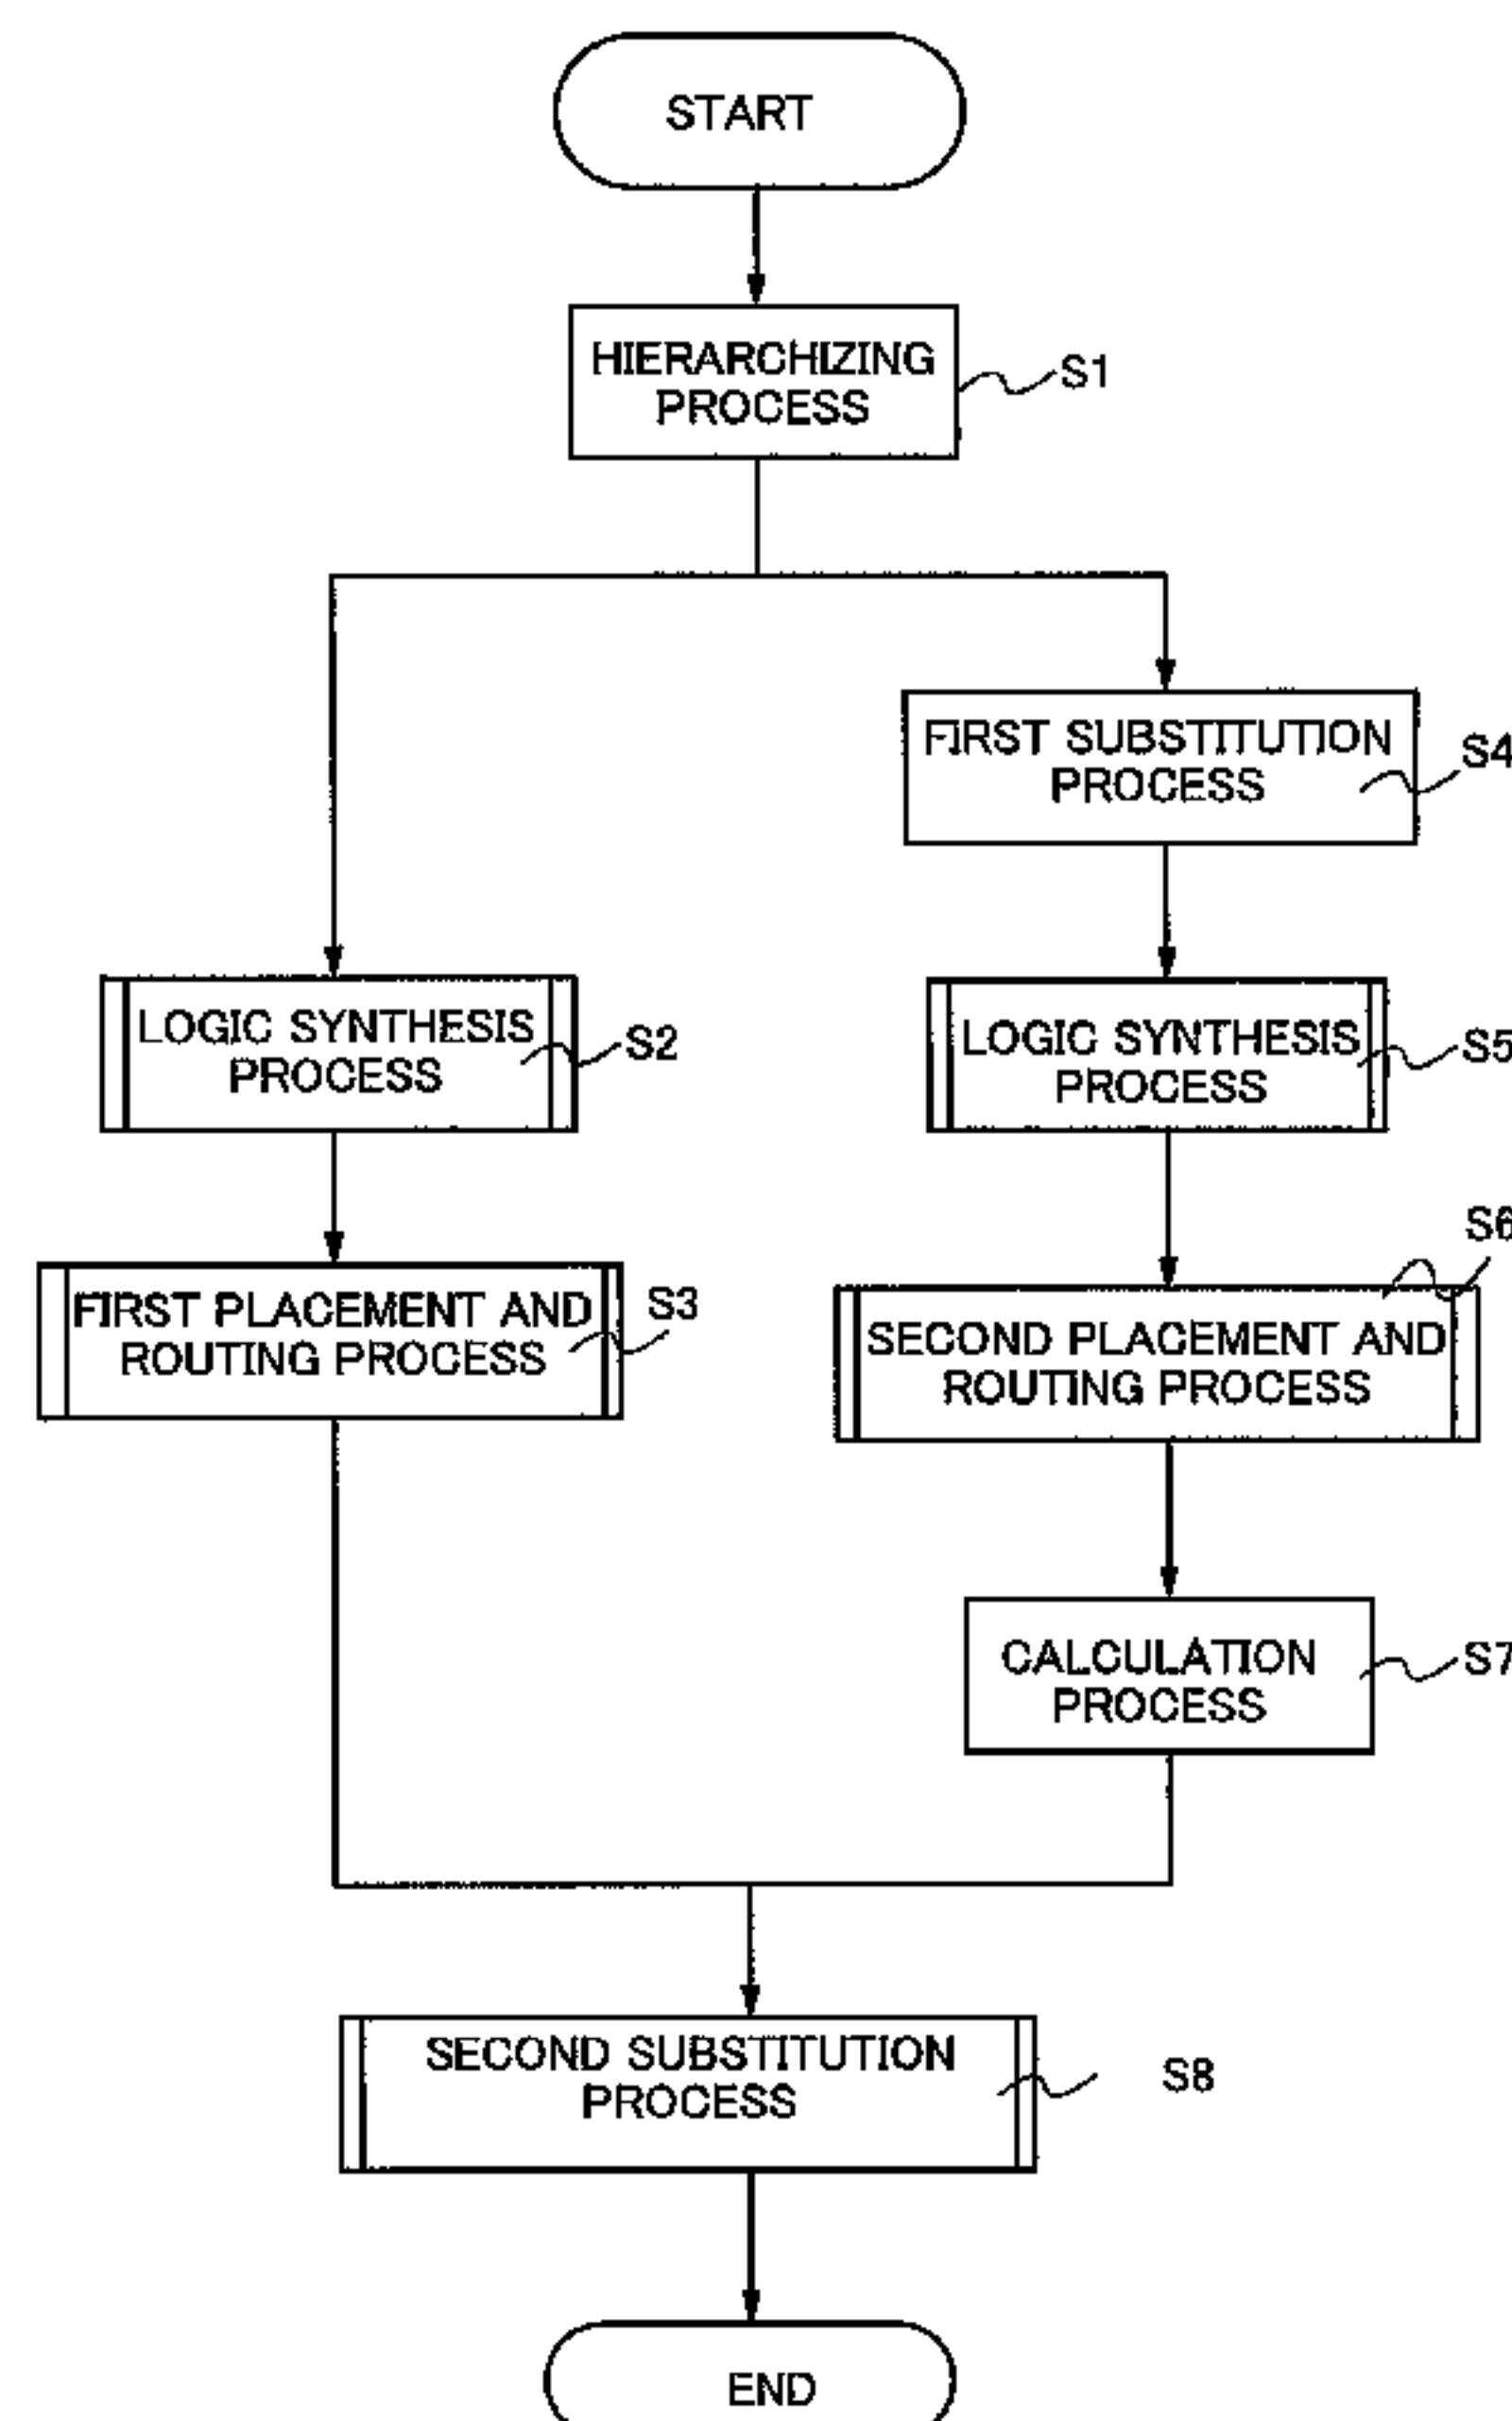 START
HIERARCHIZING
PROCESS
S1
FIRST SUBSTITUTION
PROCESS
S4
LOGIC SYNTHESIS
PROCESS
S2
LOGIC SYNTHESIS
PROCESS
S5
FIRST PLACEMENT AND
ROUTING PROCESS
S3
SECOND PLACEMENT AND
ROUTING PROCESS
S6
CALCULATION
PROCESS
S7
SECOND SUBSTITUTION
PROCESS
S8
END